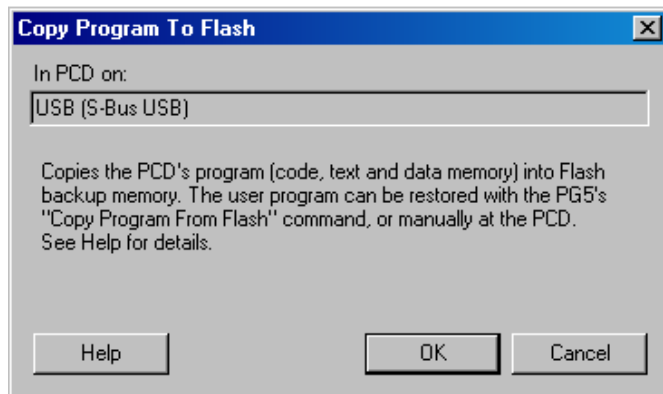 Copy Program To Flash
In PCD on:
USB (S-Bus USB)
Copies the PCD's program (code, text and data memory) into Flash
backup memory. The user program can be restored with the PG5's
"Copy Program From Flash" command, or manually at the PCD.
See Help for details.
Help OK Cancel